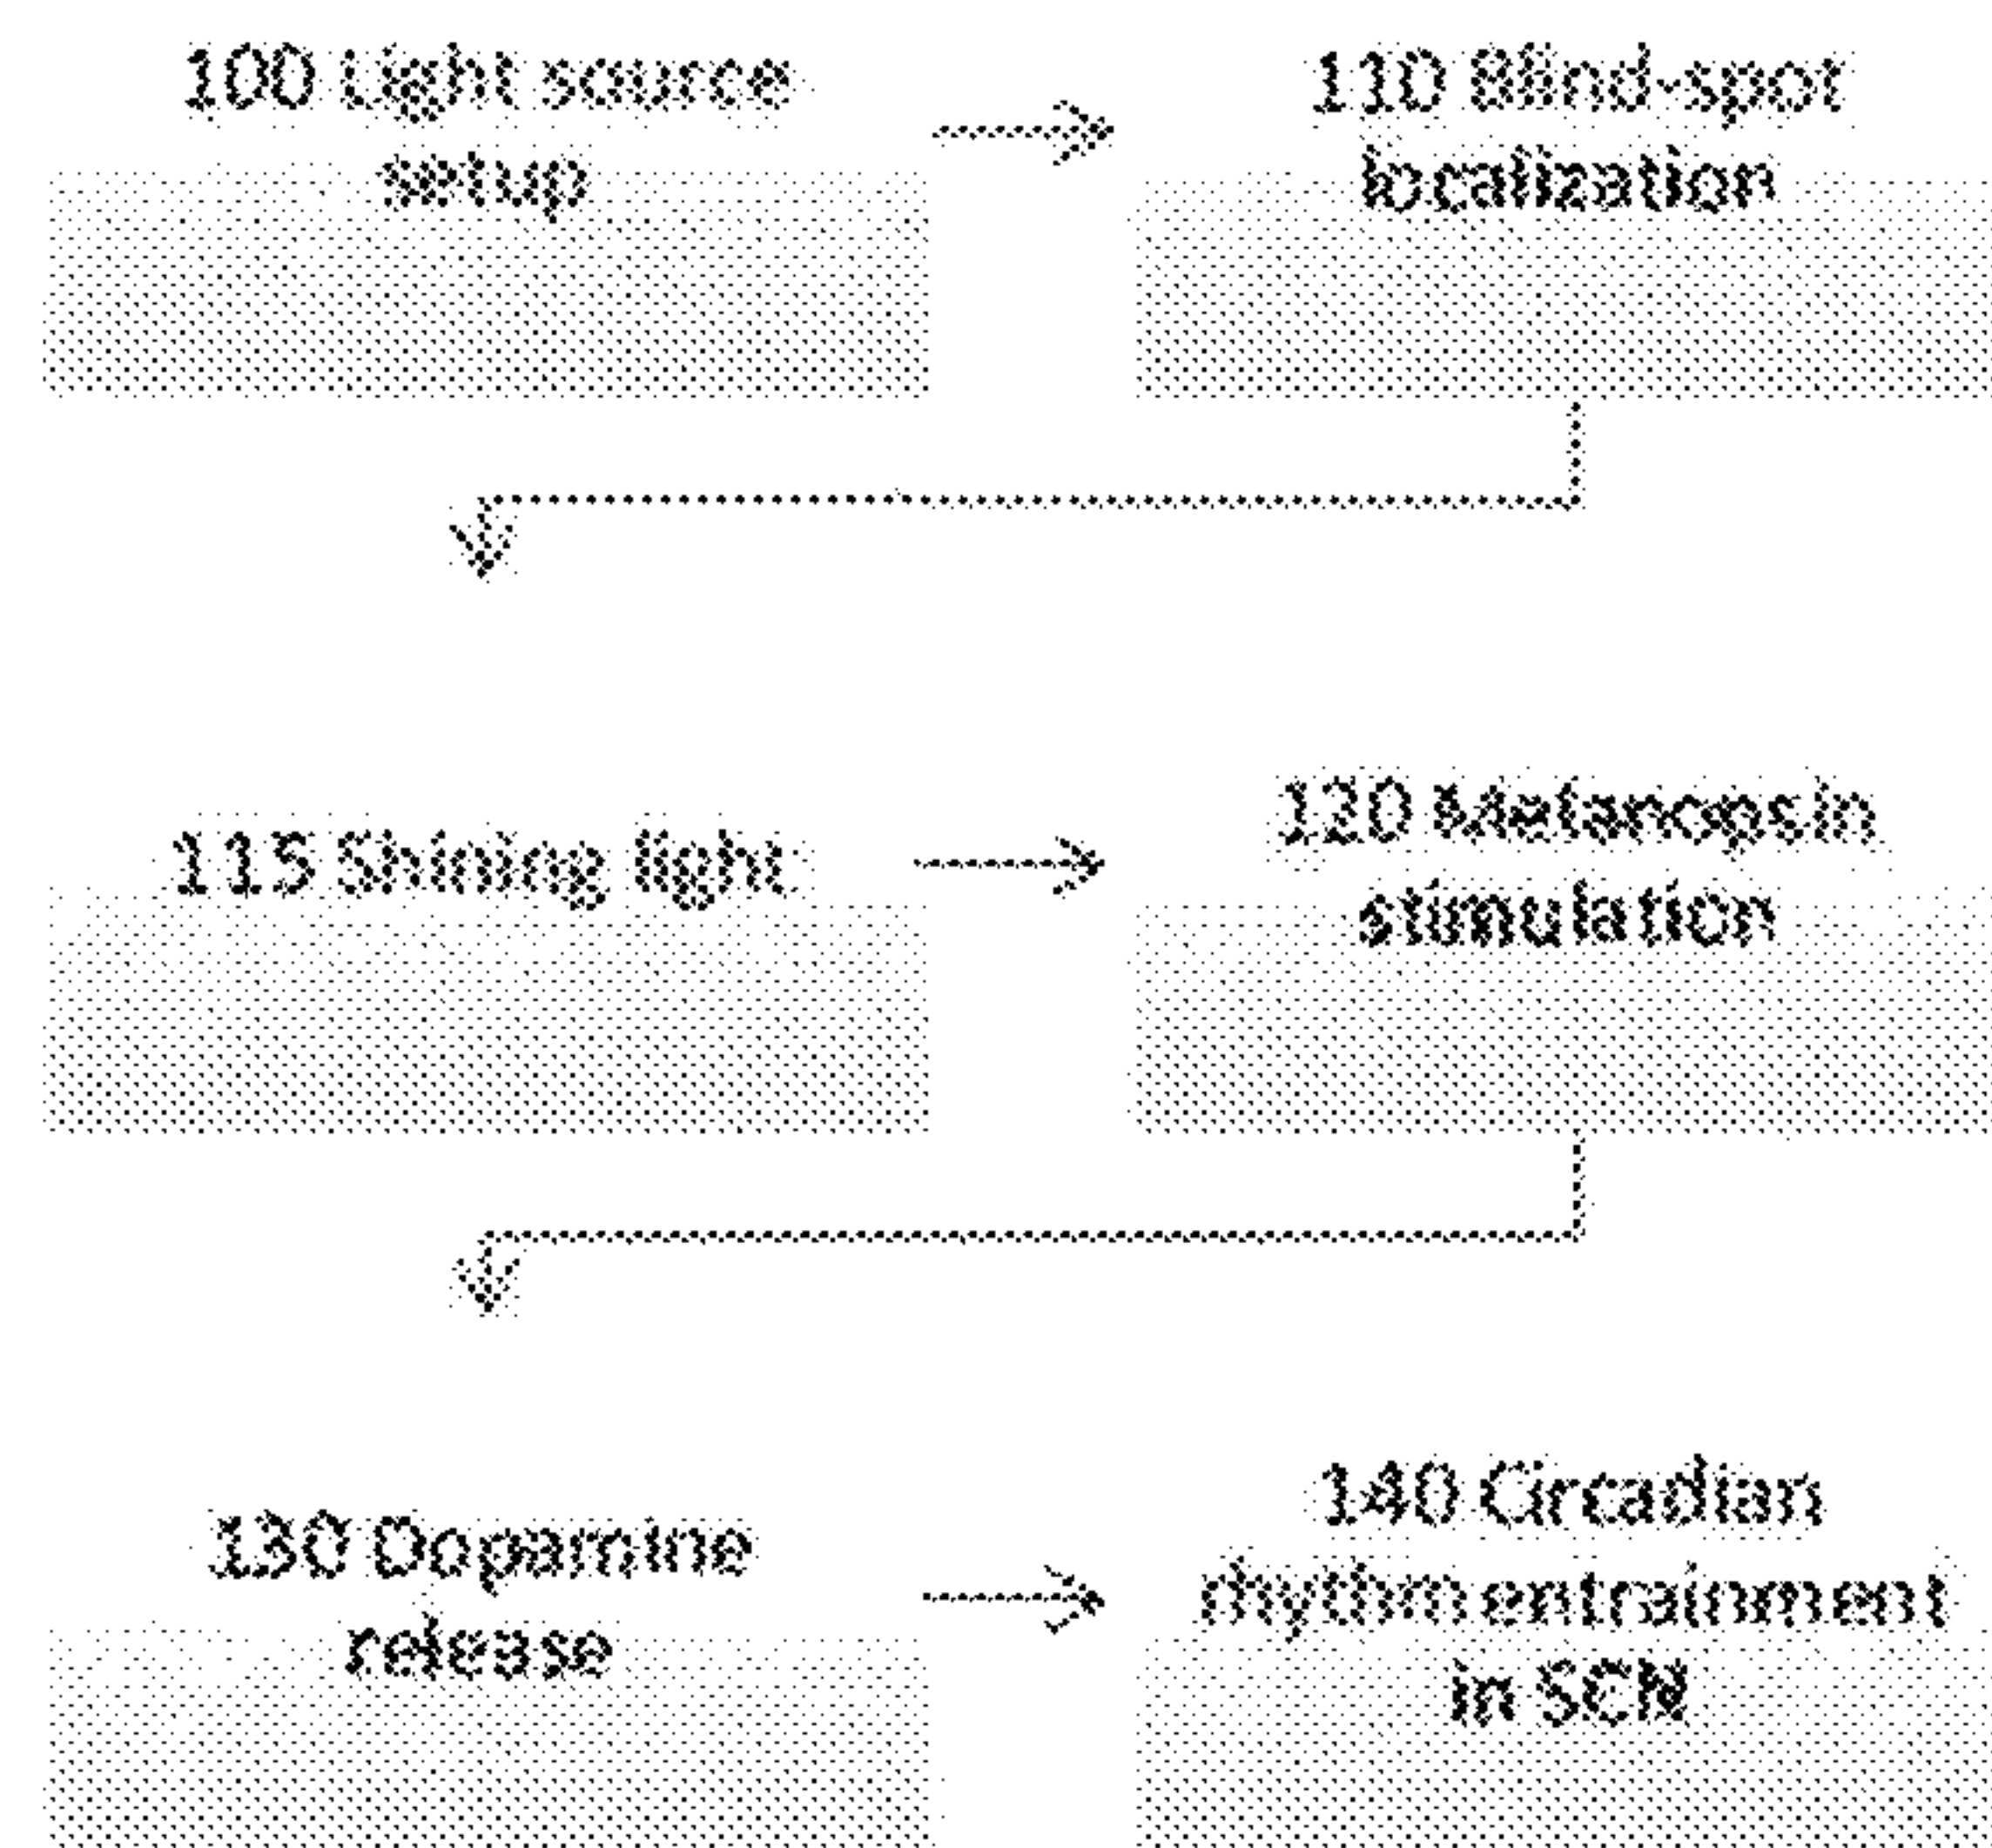 100 Light source
setup
110 Blind-spot
localization
115 Shining light
120 Melanopsin
stimulation
130 Dopamine
release
140 Circadian
rhythm entrainment
in SCN